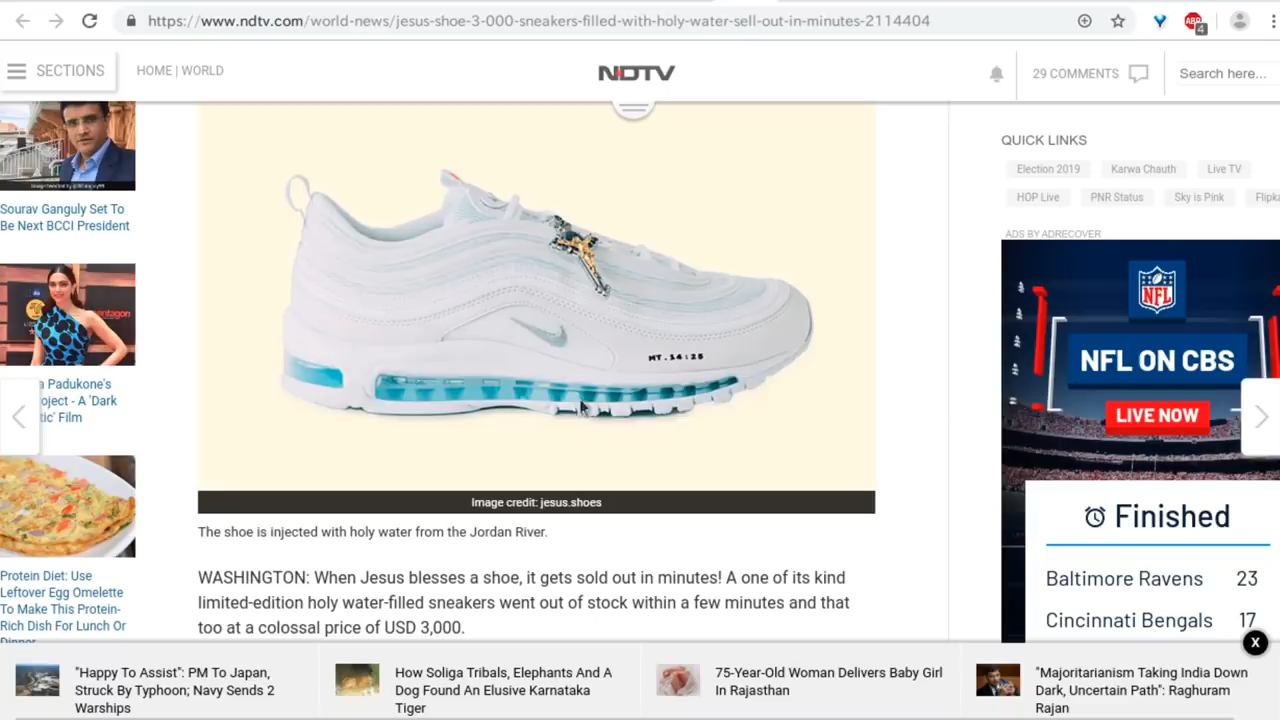 https://www.ndtv.com/world-news/jesus-shoe-3-000-sneakers-filled-with-holy-water-sell-out-in-minutes-2114404
ABP
4
SECTIONS
HOME | WORLD
NDTV
29 COMMENTS
Search here...
Sourav Ganguly Set To
Be Next BCCI President
a Padukone's
oject - A 'Dark
tic' Film
Protein Diet: Use
Leftover Egg Omelette
To Make This Protein-
Rich Dish For Lunch Or
Dinner
MT.14:25
Image credit: jesus.shoes
The shoe is injected with holy water from the Jordan River.
WASHINGTON: When Jesus blesses a shoe, it gets sold out in minutes! A one of its kind
limited-edition holy water-filled sneakers went out of stock within a few minutes and that
too at a colossal price of USD 3,000.
QUICK LINKS
Election 2019
Karwa Chauth
Live TV
HOP Live
PNR Status
Sky is Pink
Flipka
ADS BY ADRECOVER
NFL
NFL ON CBS
LIVE NOW
Finished
Baltimore Ravens 23
Cincinnati Bengals 17
X
"Happy To Assist": PM To Japan,
Struck By Typhoon; Navy Sends 2
Warships
How Soliga Tribals, Elephants And A
Dog Found An Elusive Karnataka
Tiger
75-Year-Old Woman Delivers Baby Girl
In Rajasthan
"Majoritarianism Taking India Down
Dark, Uncertain Path": Raghuram
Rajan